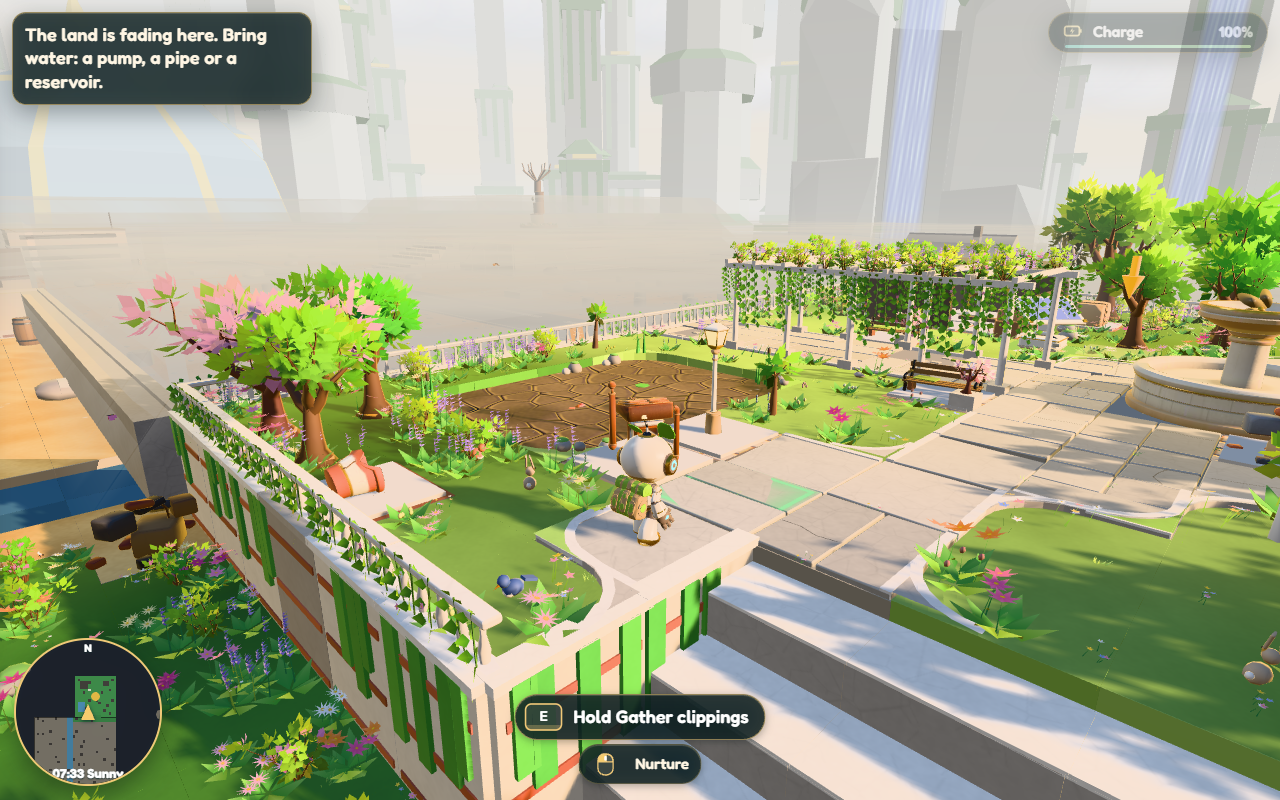 The land is fading here. Bring
water: a pump, a pipe or a
reservoir.
Charge 100%
E Hold Gather clippings
Nurture
N
07:33 Sunny